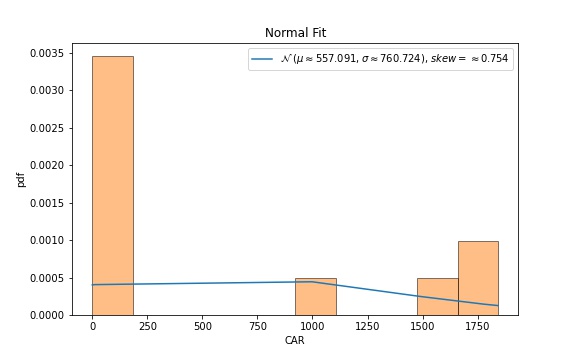 Normal Fit
𝒩(μ ≈ 557.091, σ ≈ 760.724), skew = ≈ 0.754
0.0035
0.0030
0.0025
0.0020
0.0015
0.0010
0.0005
0.0000
pdf
0 250 500 750 1000 1250 1500 1750
CAR